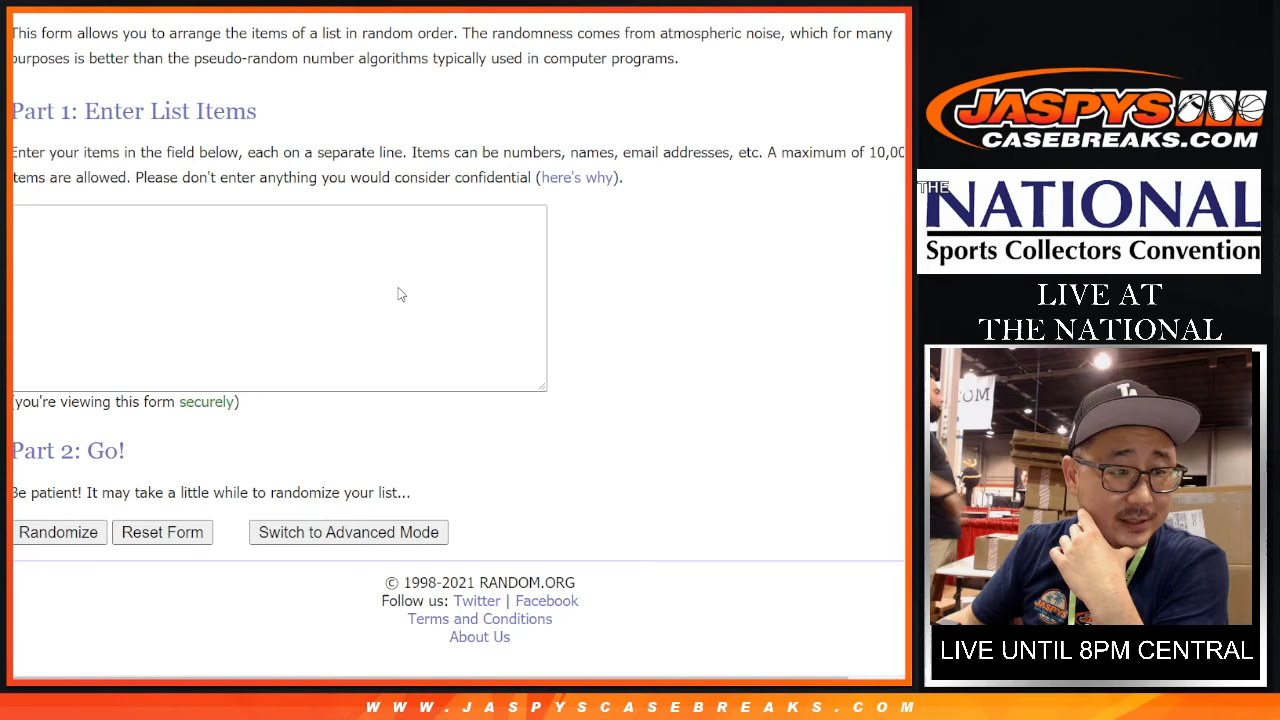 This form allows you to arrange the items of a list in random order. The randomness comes from atmospheric noise, which for many
purposes is better than the pseudo-random number algorithms typically used in computer programs.
Part 1: Enter List Items
Enter your items in the field below, each on a separate line. Items can be numbers, names, email addresses, etc. A maximum of 10,00
items are allowed. Please don't enter anything you would consider confidential (here's why).
(you're viewing this form securely)
Part 2: Go!
Be patient! It may take a little while to randomize your list...
Randomize Reset Form Switch to Advanced Mode
© 1998-2021 RANDOM.ORG
Follow us: Twitter | Facebook
Terms and Conditions
About Us
JASPYS
CASEBREAKS.COM
THE
NATIONAL
Sports Collectors Convention
LIVE AT
THE NATIONAL
LIVE UNTIL 8PM CENTRAL
WWW.JASPYSCASEBREAKS.COM